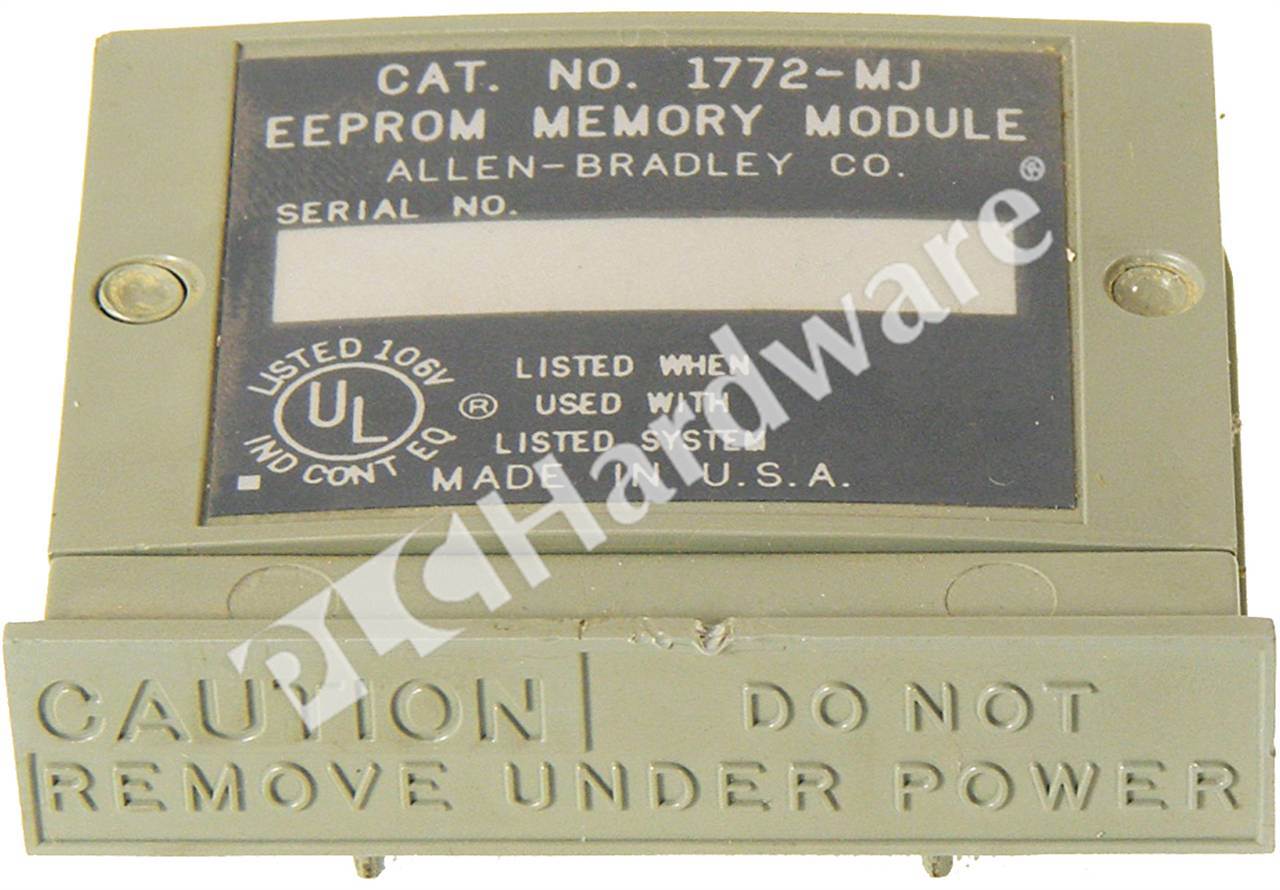 CAT. NO. 1772-MJ
EEPROM MEMORY MODULE
ALLEN-BRADLEY CO. ®
SERIAL NO.
LISTED 106V
UL ®
IND CONT EQ
LISTED WHEN
USED WITH
LISTED SYSTEM
MADE IN U.S.A.
PLCHardware
CAUTION DO NOT
REMOVE UNDER POWER